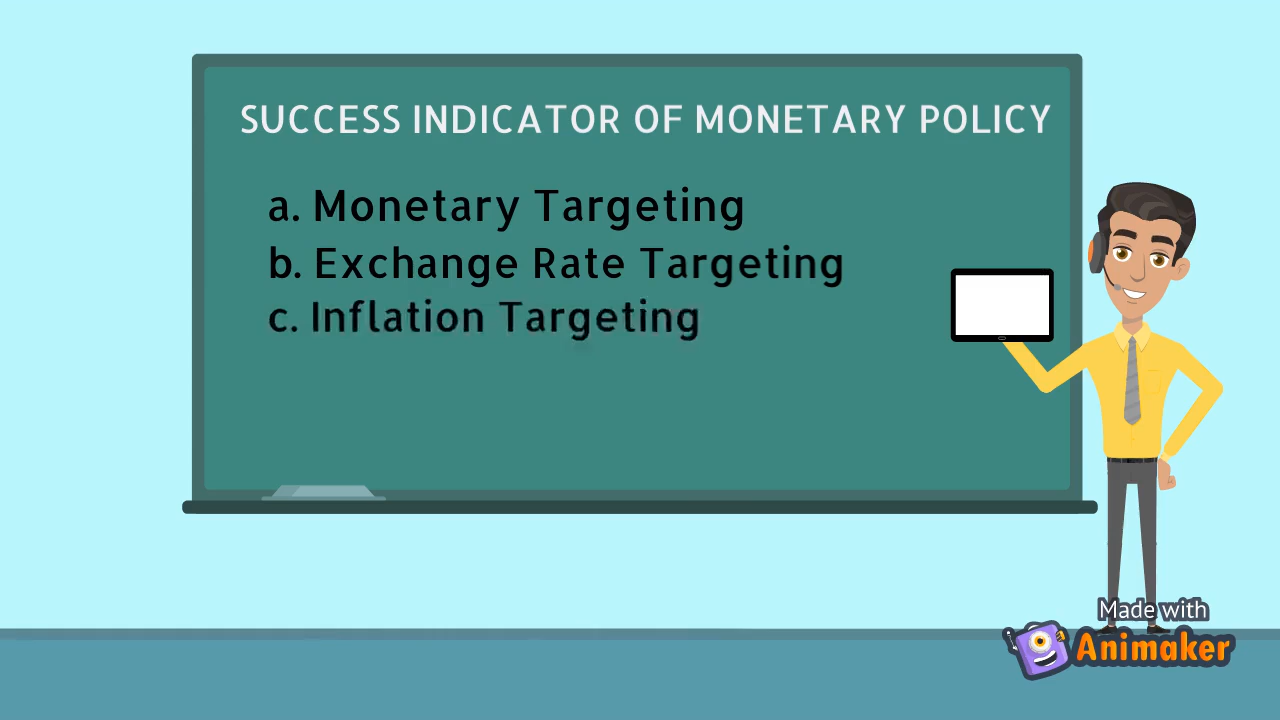 SUCCESS INDICATOR OF MONETARY POLICY
a. Monetary Targeting
b. Exchange Rate Targeting
c. Inflation Targeting
Made with
Animaker